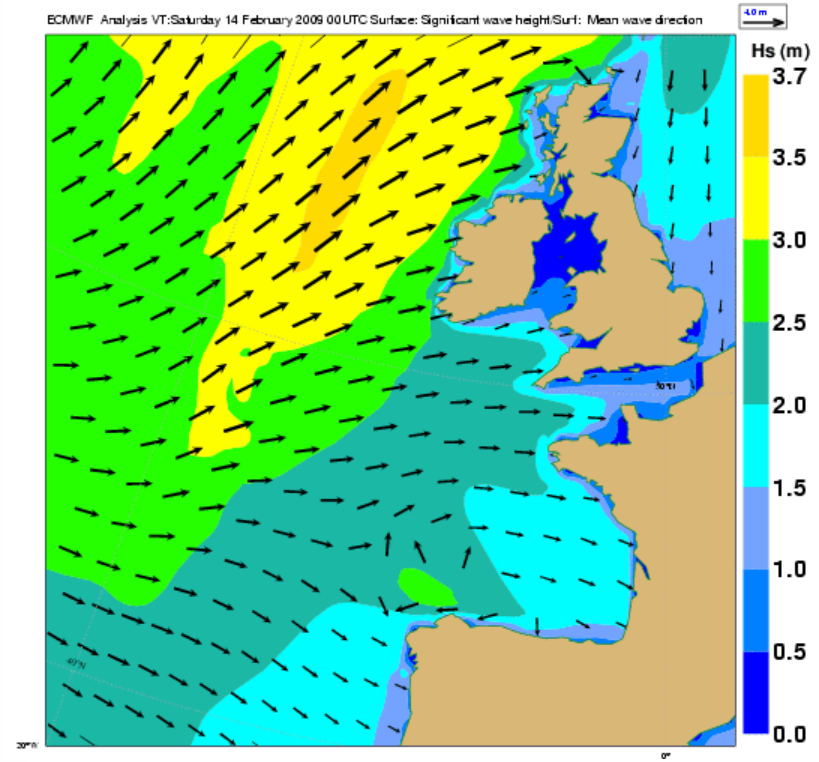 ECMWF Analysis VT:Saturday 14 February 2009 00UTC Surface: Significant wave height/Surf: Mean wave direction
4.0 m
Hs (m)
3.7
3.5
3.0
2.5
2.0
1.5
1.0
0.5
0.0
50°N
40°N
20°W
0°